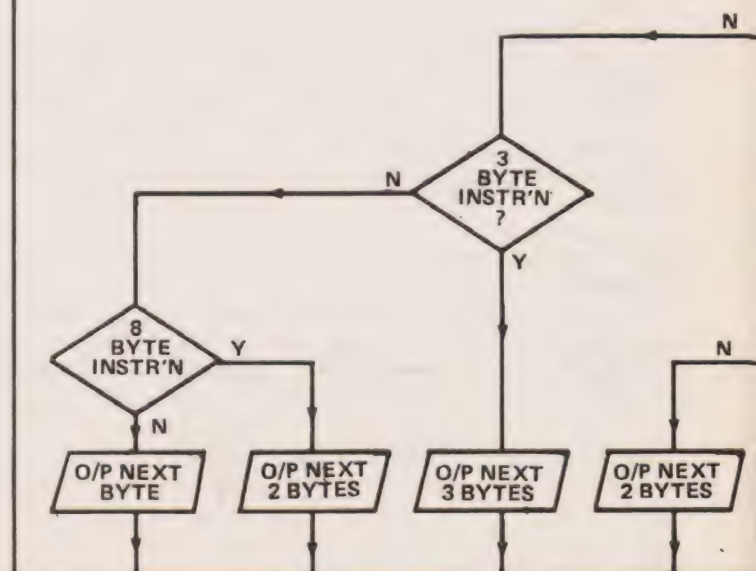 N
3
BYTE
INSTR'N
?
N
Y
8
BYTE
INSTR'N
Y
N
N
O/P NEXT
BYTE
O/P NEXT
2 BYTES
O/P NEXT
3 BYTES
O/P NEXT
2 BYTES